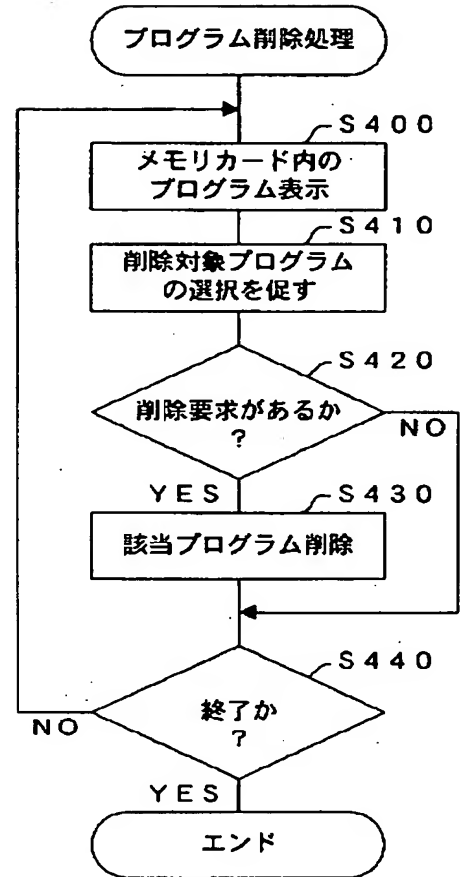 プログラム削除処理
S400
メモリカード内の
プログラム表示
S410
削除対象プログラム
の選択を促す
S420
削除要求があるか
?
NO
YES
S430
該当プログラム削除
S440
終了か
?
NO
YES
エンド